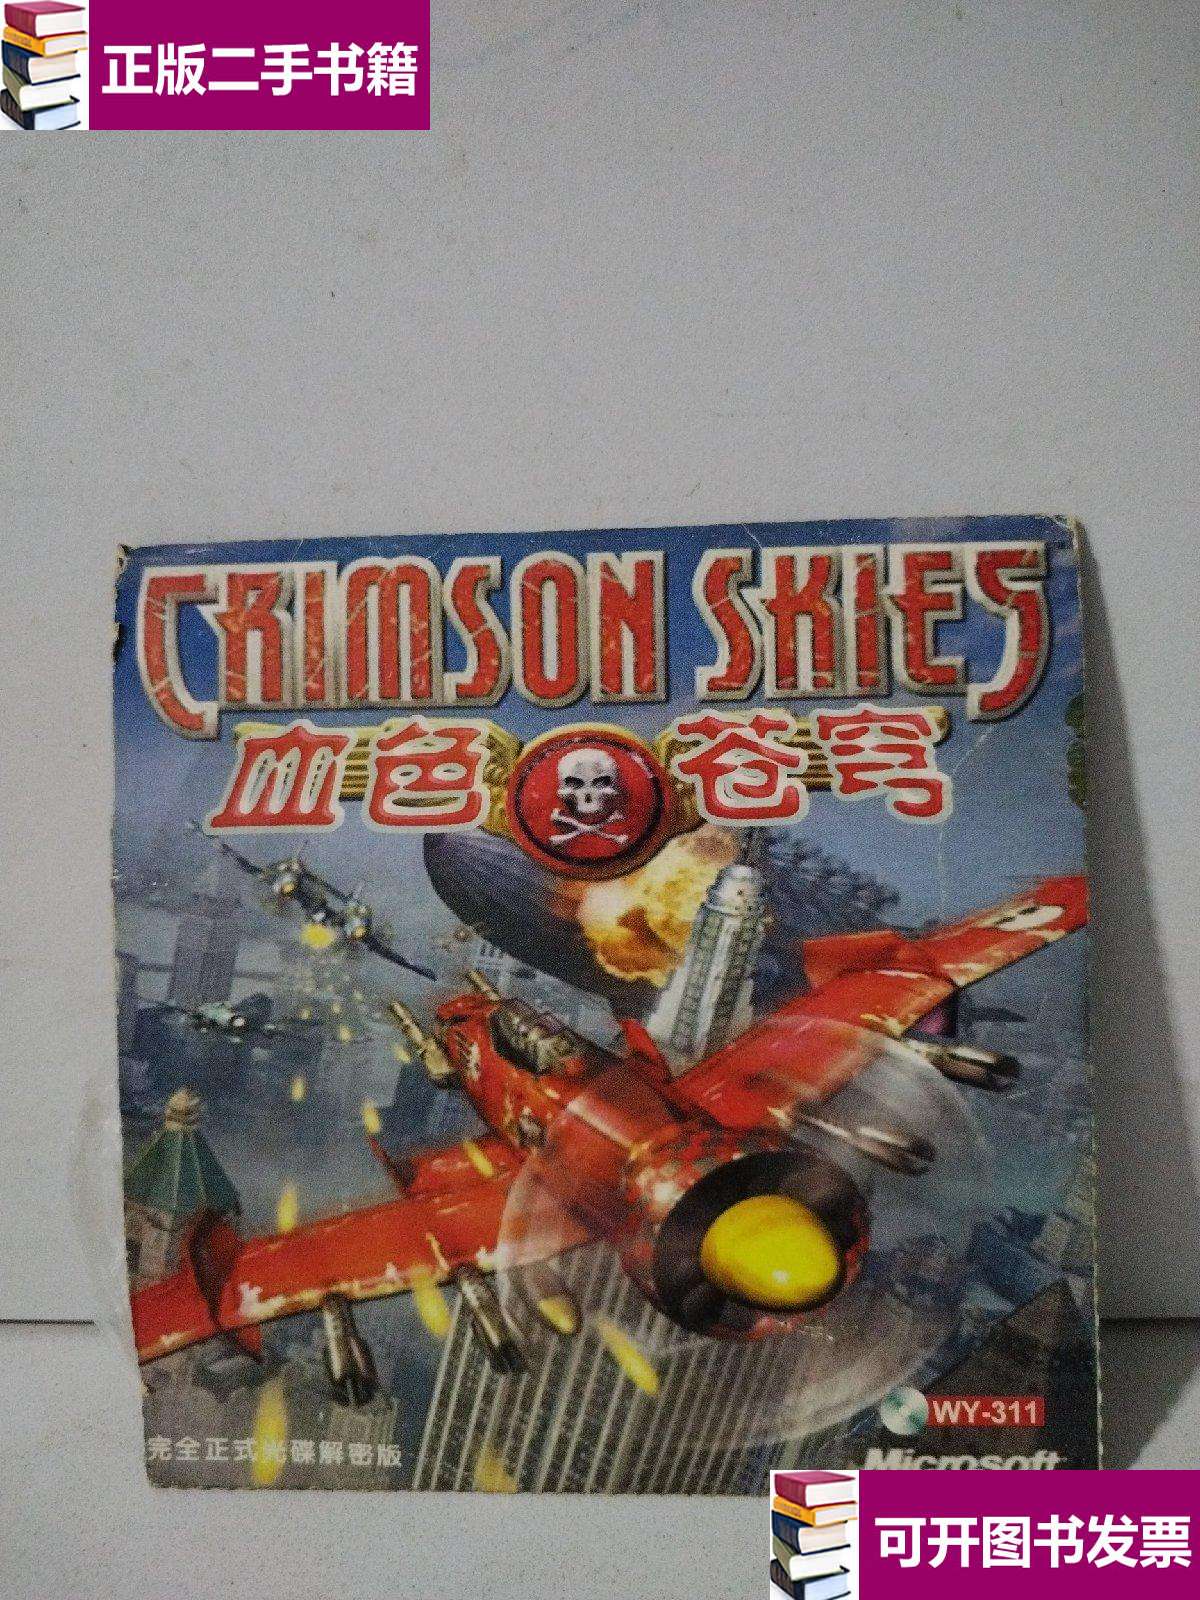 正版二手书籍
CRIMSON SKIES
血色苍穹
WY-311
完全正式光碟解密版
Microsoft
可开图书发票